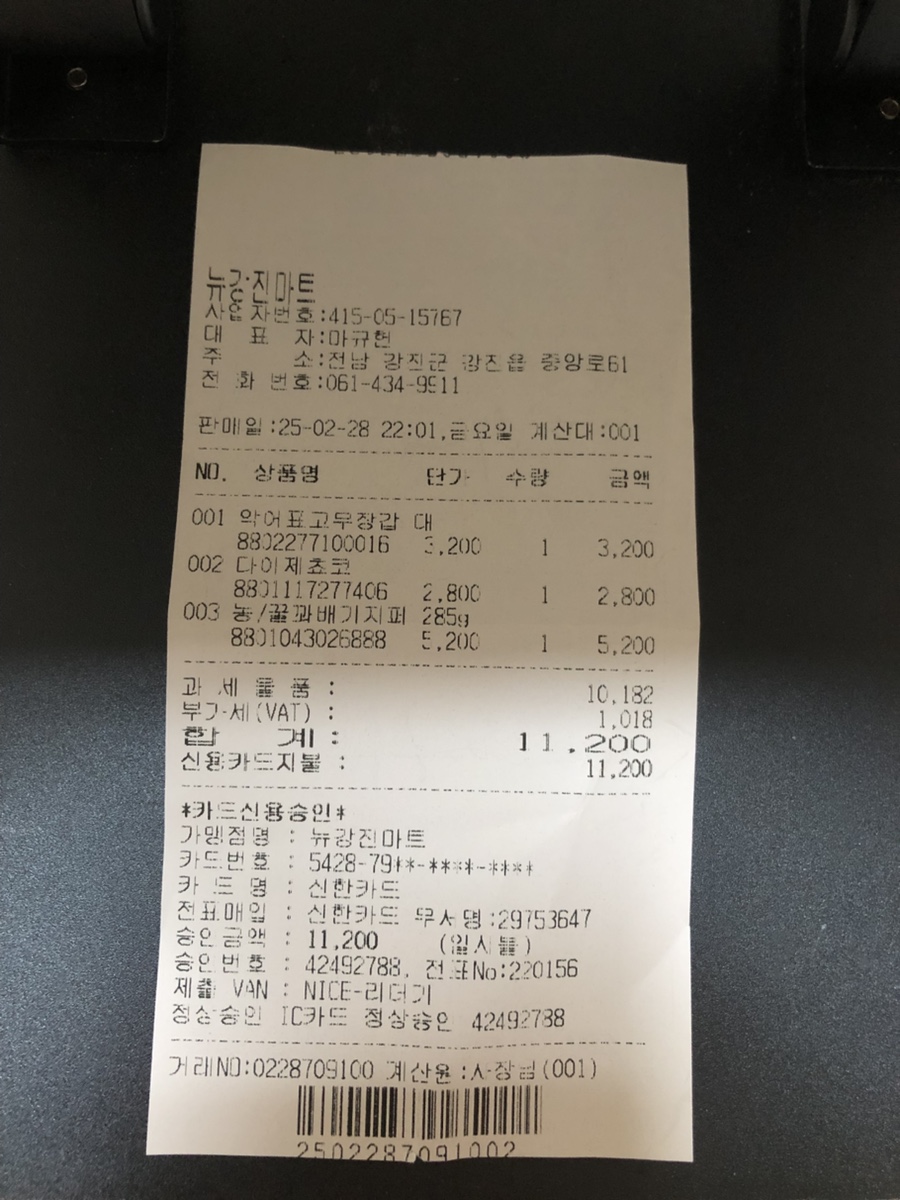 뉴강진마트
사업자번호:415-05-15767
대 표 자:마규헌
주 소:전남 강진군 강진읍 중앙로61
전 화 번호:061-434-9911
판매일:25-02-28 22:01,금요일 계산대:001
NO. 상품명 단가 수량 금액
001 악어표고무장갑 대
8802277100016 3,200 1 3,200
002 다이제쵸코
8801117277406 2,800 1 2,800
003 농/꿀꽈배기지퍼 285g
8801043026888 5,200 1 5,200
과 세 물 품 : 10,182
부가세(VAT) : 1,018
합 계 : 11,200
신용카드지불 : 11,200
*카드신용승인*
가맹점명 : 뉴강진마트
카드번호 : 5428-79**-****-****
카 드 명 : 신한카드
전표매입 : 신한카드 무서명:29753647
승인금액 : 11,200 (일시불)
승인번호 : 42492788, 전표No:220156
제출 VAN : NICE-리더기
정상승인 IC카드 정상승인 42492788
거래NO:0228709100 계산원:사장님(001)
2502287091002